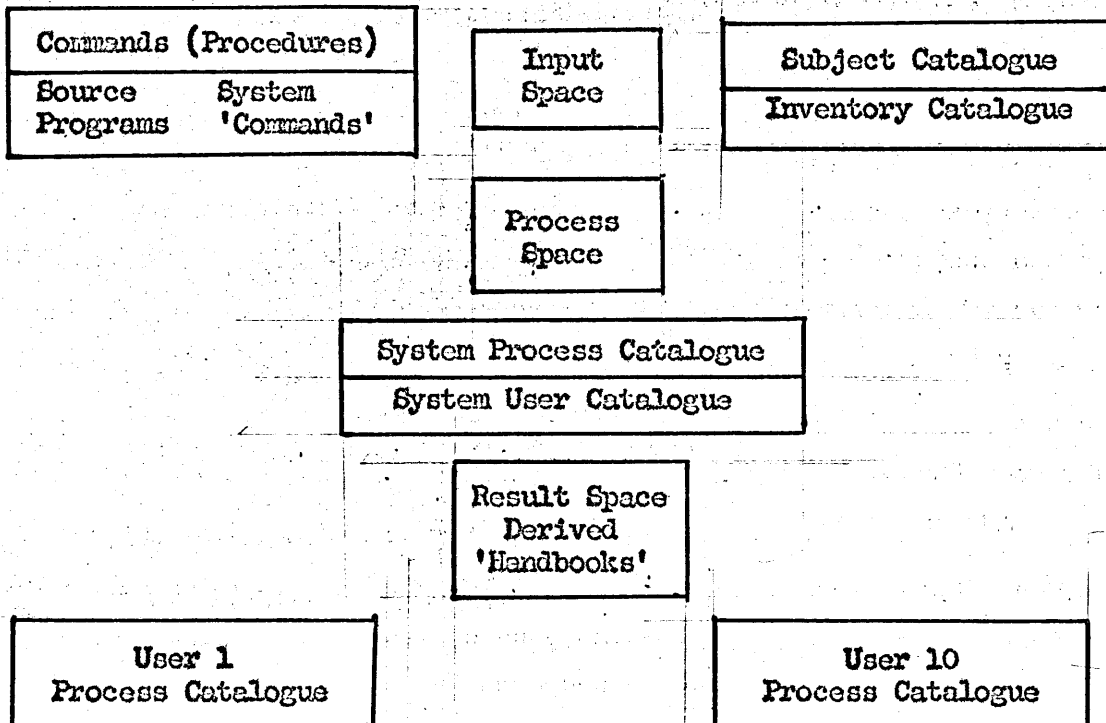 Commands (Procedures)
Source System
Programs 'Commands'
Input
Space
Subject Catalogue
Inventory Catalogue
Process
Space
System Process Catalogue
System User Catalogue
Result Space
Derived
'Handbooks'
User 1
Process Catalogue
User 10
Process Catalogue